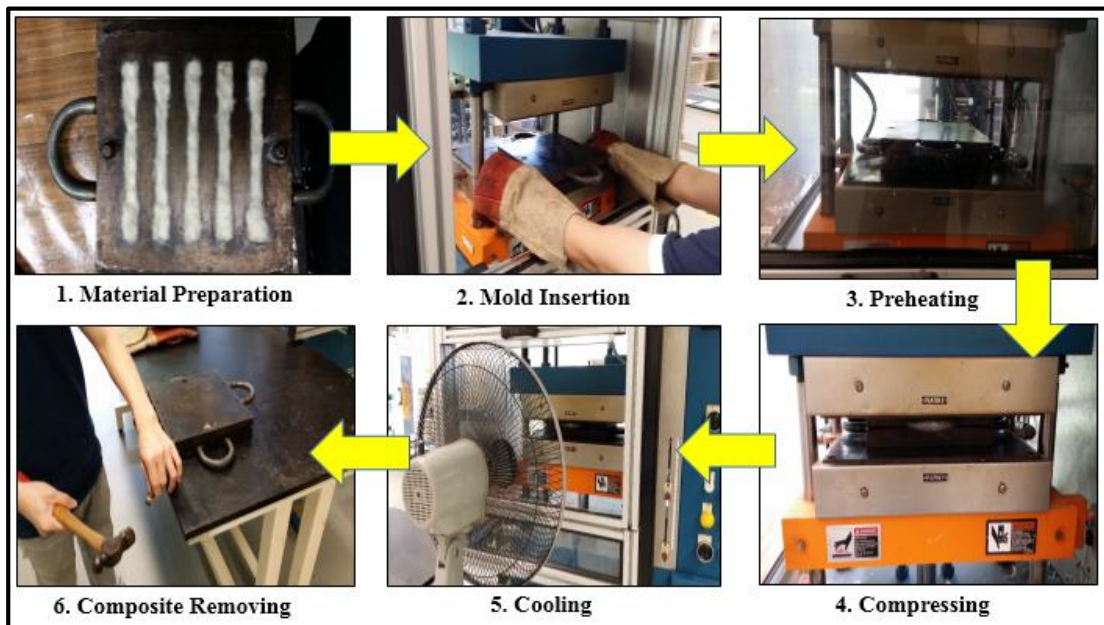 1. Material Preparation
2. Mold Insertion
3. Preheating
6. Composite Removing
5. Cooling
4. Compressing